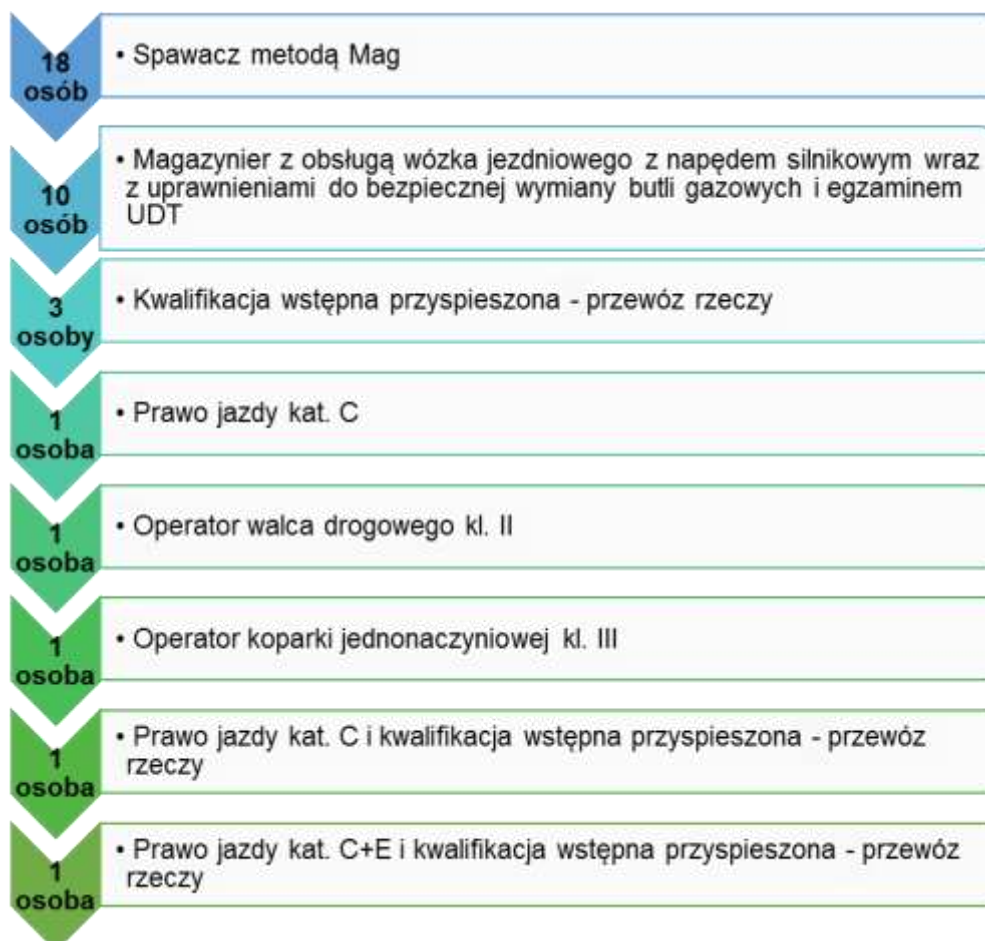 18
osób
• Spawacz metodą Mag
10
osób
• Magazynier z obsługą wózka jezdniowego z napędem silnikowym wraz
z uprawnieniami do bezpiecznej wymiany butli gazowych i egzaminem
UDT
3
osoby
• Kwalifikacja wstępna przyspieszona - przewóz rzeczy
1
osoba
• Prawo jazdy kat. C
1
osoba
• Operator walca drogowego kl. II
1
osoba
• Operator koparki jednonaczyniowej kl. III
1
osoba
• Prawo jazdy kat. C i kwalifikacja wstępna przyspieszona - przewóz
rzeczy
1
osoba
• Prawo jazdy kat. C+E i kwalifikacja wstępna przyspieszona - przewóz
rzeczy